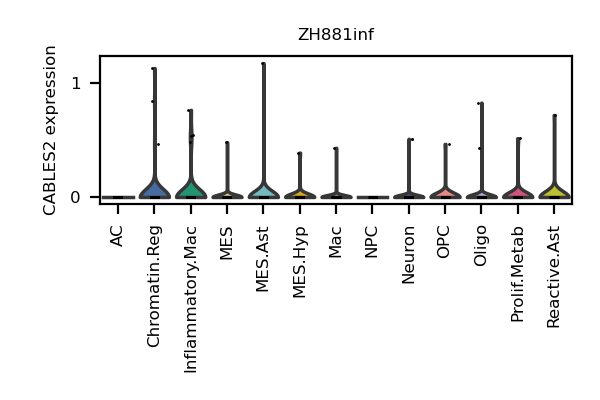 ZH881inf
CABLES2 expression
1
0
AC
Chromatin.Reg
Inflammatory.Mac
MES
MES.Ast
MES.Hyp
Mac
NPC
Neuron
OPC
Oligo
Prolif.Metab
Reactive.Ast